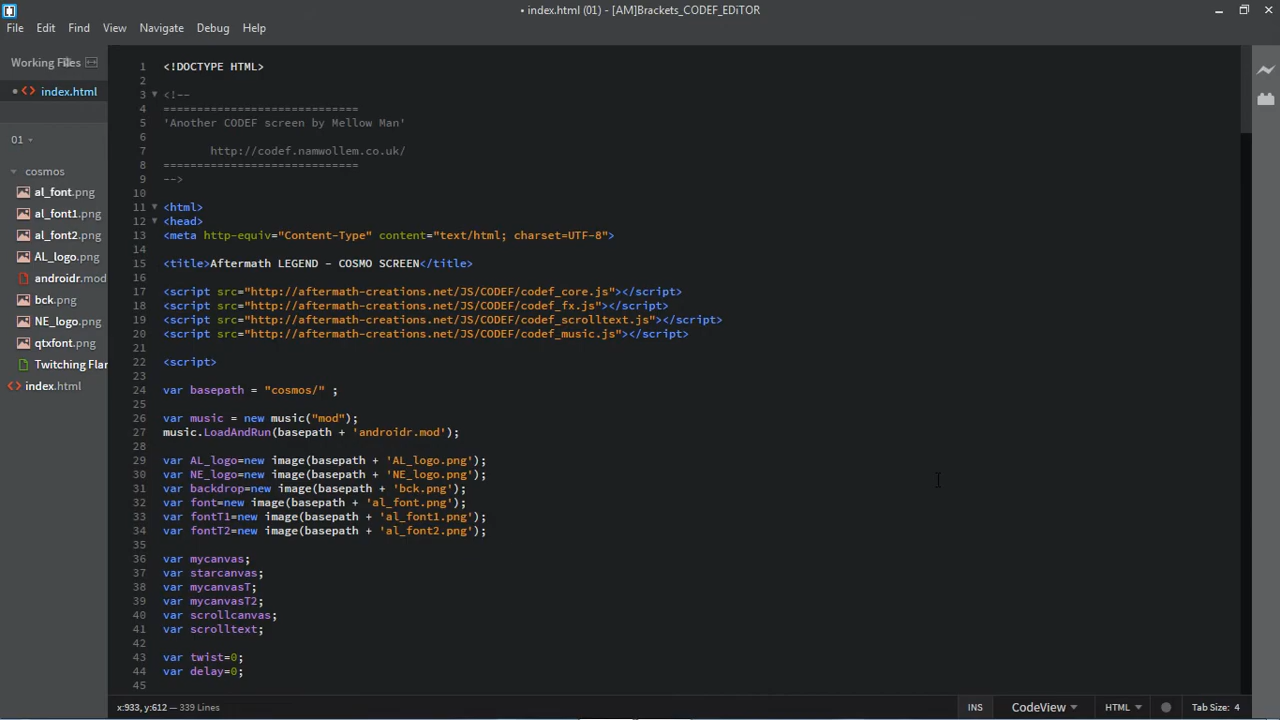 • index.html (01) - [AM]Brackets_CODEF_EDiTOR
File Edit Find View Navigate Debug Help
Working Files
• index.html
01
cosmos
al_font.png
al_font1.png
al_font2.png
AL_logo.png
androidr.mod
bck.png
NE_logo.png
qtxfont.png
Twitching Flar
index.html
1 <!DOCTYPE HTML>
2
3 <!--
4 =============================
5 'Another CODEF screen by Mellow Man'
6
7 http://codef.namwollem.co.uk/
8 =============================
9 -->
10
11 <html>
12 <head>
13 <meta http-equiv="Content-Type" content="text/html; charset=UTF-8">
14
15 <title>Aftermath LEGEND - COSMO SCREEN</title>
16
17 <script src="http://aftermath-creations.net/JS/CODEF/codef_core.js"></script>
18 <script src="http://aftermath-creations.net/JS/CODEF/codef_fx.js"></script>
19 <script src="http://aftermath-creations.net/JS/CODEF/codef_scrolltext.js"></script>
20 <script src="http://aftermath-creations.net/JS/CODEF/codef_music.js"></script>
21
22 <script>
23
24 var basepath = "cosmos/" ;
25
26 var music = new music("mod");
27 music.LoadAndRun(basepath + 'androidr.mod');
28
29 var AL_logo=new image(basepath + 'AL_logo.png');
30 var NE_logo=new image(basepath + 'NE_logo.png');
31 var backdrop=new image(basepath + 'bck.png');
32 var font=new image(basepath + 'al_font.png');
33 var fontT1=new image(basepath + 'al_font1.png');
34 var fontT2=new image(basepath + 'al_font2.png');
35
36 var mycanvas;
37 var starcanvas;
38 var mycanvasT;
39 var mycanvasT2;
40 var scrollcanvas;
41 var scrolltext;
42
43 var twist=0;
44 var delay=0;
45
x:933, y:612 — 339 Lines INS CodeView HTML Tab Size: 4